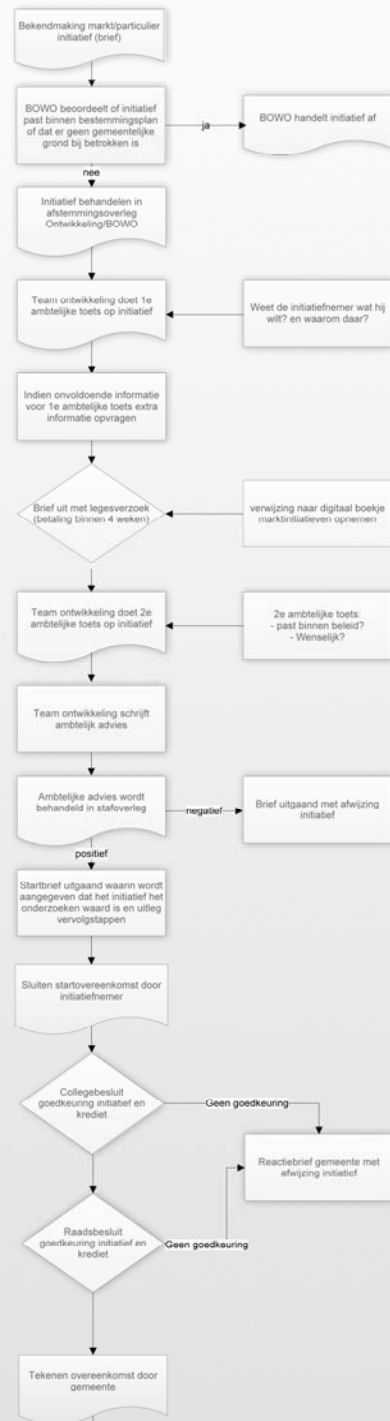 Bekendmaking markt/particulier
initiatief (brief)
BOWO beoordeelt of initiatief
past binnen bestemmingsplan
of dat er geen gemeentelijke
grond bij betrokken is
ja
BOWO handelt initiatief af
nee
Initiatief behandelen in
afstemmingsoverleg
Ontwikkeling/BOWO
Team ontwikkeling doet 1e
ambtelijke toets op initiatief
Weet de initiatiefnemer wat hij
wilt? en waarom daar?
Indien onvoldoende informatie
voor 1e ambtelijke toets extra
informatie opvragen
Brief uit met legesverzoek
(betaling binnen 4 weken)
verwijzing naar digitaal boekje
marktinitiatieven opnemen
Team ontwikkeling doet 2e
ambtelijke toets op initiatief
2e ambtelijke toets:
- past binnen beleid?
- Wenselijk?
Team ontwikkeling schrijft
ambtelijk advies
Ambtelijke advies wordt
behandeld in stafoverleg
negatief
Brief uitgaand met afwijzing
initiatief
positief
Startbrief uitgaand waarin wordt
aangegeven dat het initiatief het
onderzoeken waard is en uitleg
vervolgstappen
Sluiten startovereenkomst door
initiatiefnemer
Collegebesluit
goedkeuring initiatief en
krediet
Geen goedkeuring
Reactiebrief gemeente met
afwijzing initiatief
Raadsbesluit
goedkeuring initiatief en
krediet
Geen goedkeuring
Tekenen overeenkomst door
gemeente